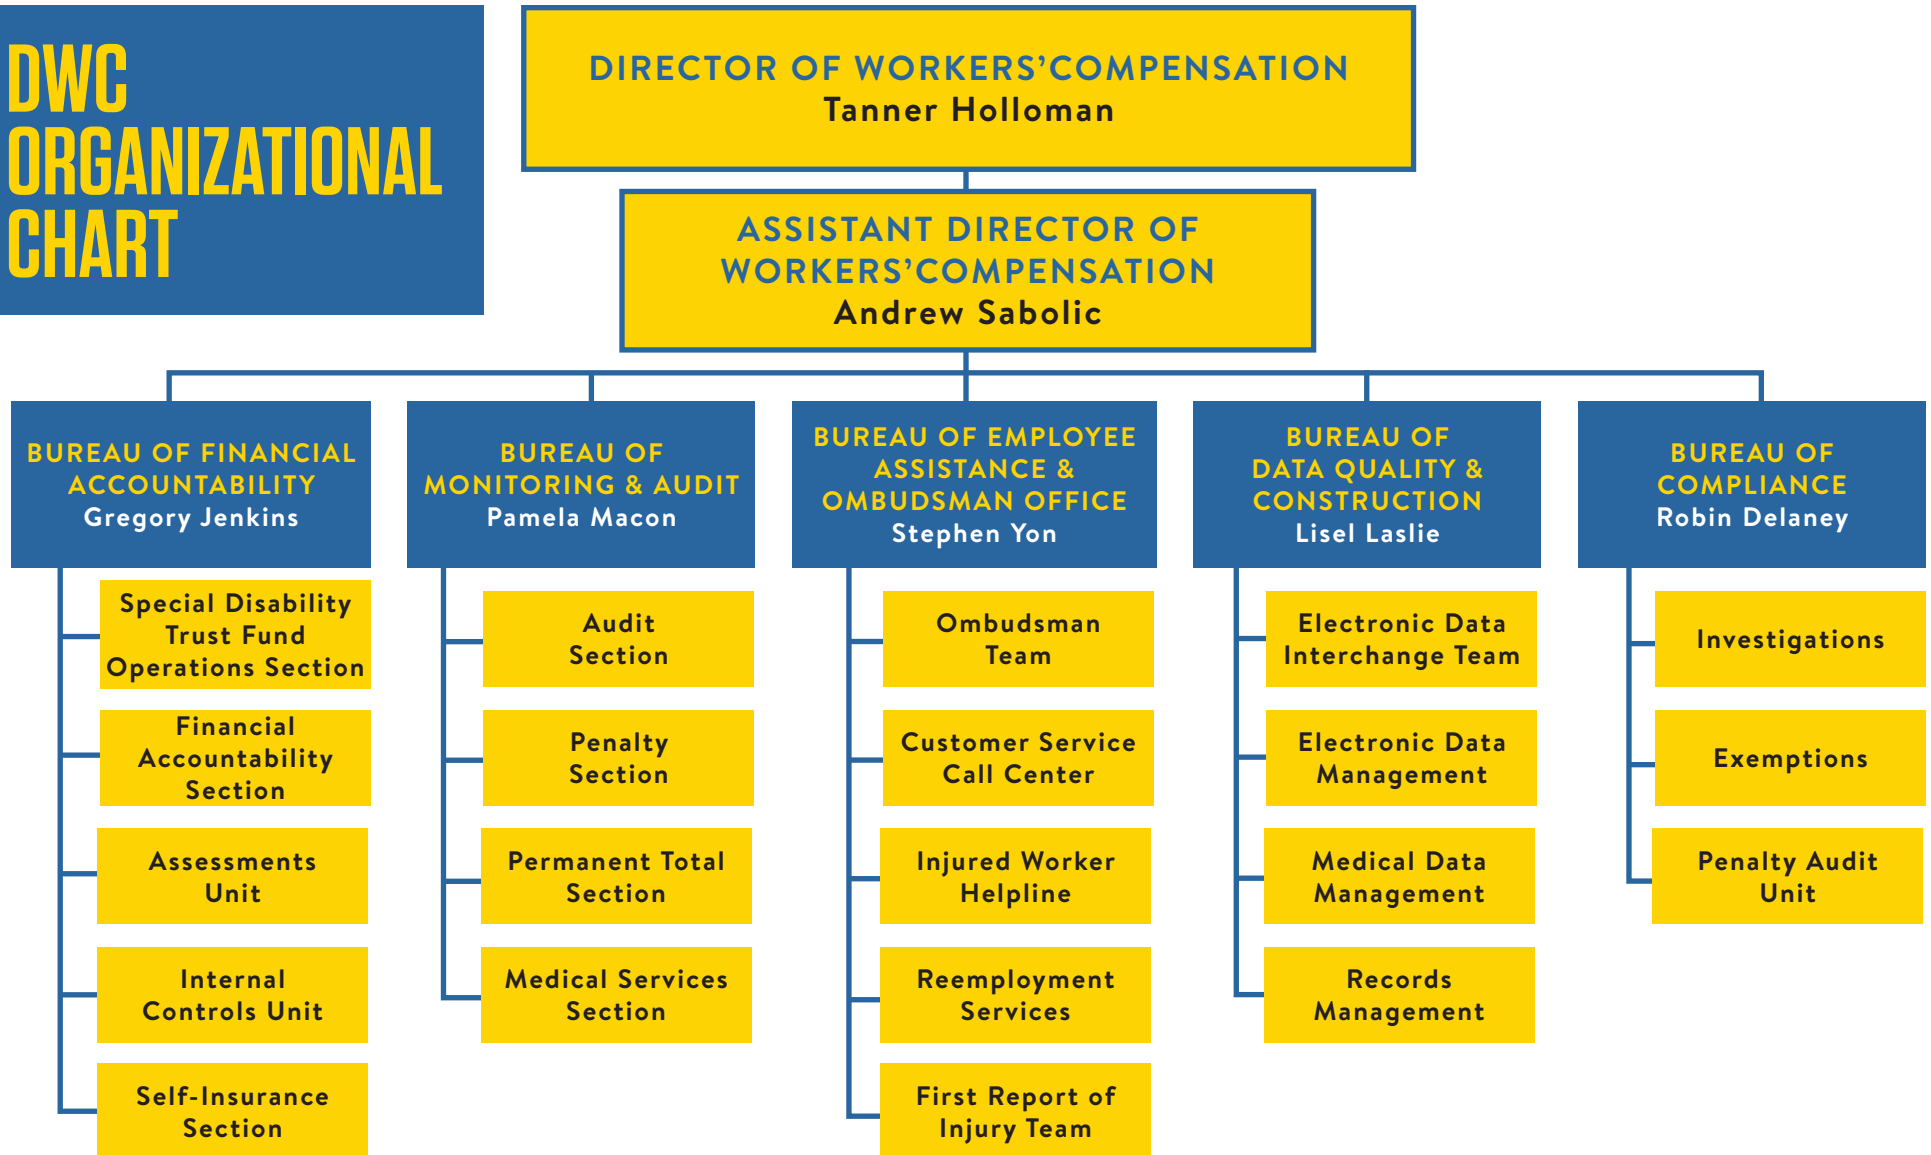 DWC
ORGANIZATIONAL
CHART
DIRECTOR OF WORKERS’COMPENSATION
Tanner Holloman
ASSISTANT DIRECTOR OF
WORKERS’COMPENSATION
Andrew Sabolic
BUREAU OF FINANCIAL
ACCOUNTABILITY
Gregory Jenkins
Special Disability
Trust Fund
Operations Section
Financial
Accountability
Section
Assessments
Unit
Internal
Controls Unit
Self-Insurance
Section
BUREAU OF
MONITORING & AUDIT
Pamela Macon
Audit
Section
Penalty
Section
Permanent Total
Section
Medical Services
Section
BUREAU OF EMPLOYEE
ASSISTANCE &
OMBUDSMAN OFFICE
Stephen Yon
Ombudsman
Team
Customer Service
Call Center
Injured Worker
Helpline
Reemployment
Services
First Report of
Injury Team
BUREAU OF
DATA QUALITY &
CONSTRUCTION
Lisel Laslie
Electronic Data
Interchange Team
Electronic Data
Management
Medical Data
Management
Records
Management
BUREAU OF
COMPLIANCE
Robin Delaney
Investigations
Exemptions
Penalty Audit
Unit